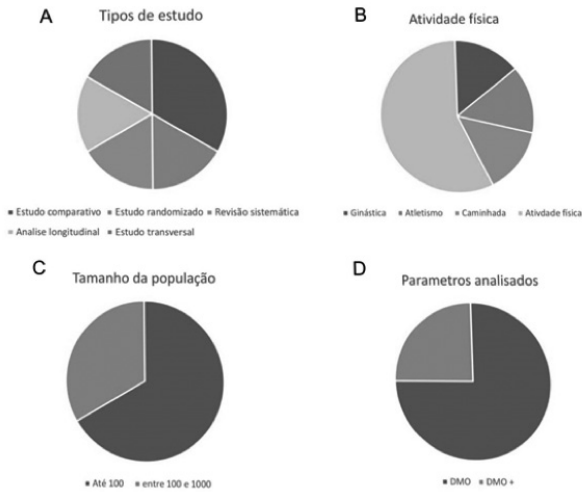 A
Tipos de estudo
Estudo comparativo Estudo randomizado Revisão sistemática
Analise longitudinal Estudo transversal
B
Atividade física
Ginástica Atletismo Caminhada Ativdade física
C
Tamanho da população
Até 100 entre 100 e 1000
D
Parametros analisados
DMO DMO +